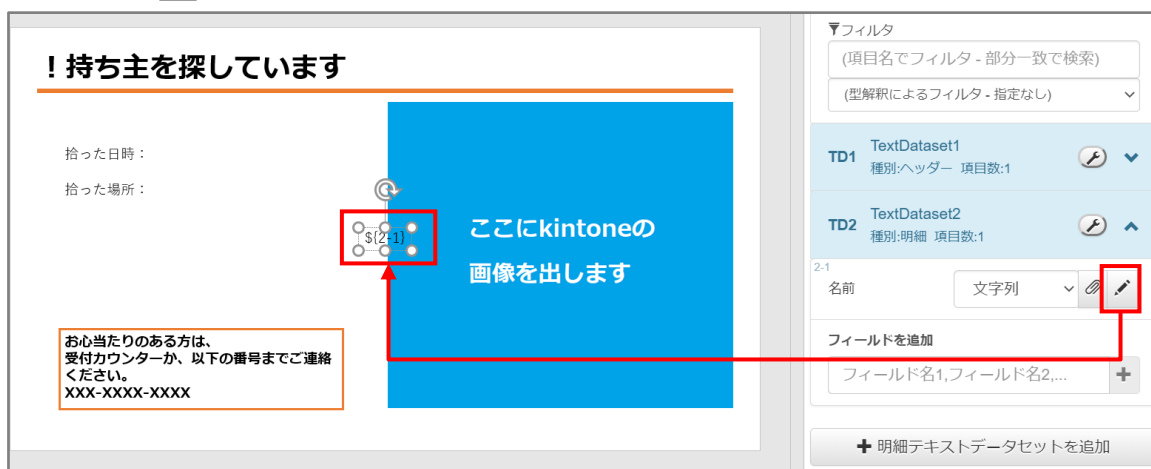 ！持ち主を探しています
拾った日時：
拾った場所：
${2-1}
ここにkintoneの
画像を出します
お心当たりのある方は、
受付カウンターか、以下の番号までご連絡
ください。
XXX-XXXX-XXXX
フィルタ
(項目名でフィルタ - 部分一致で検索)
(型解釈によるフィルタ - 指定なし)
TD1
TextDataset1
種別:ヘッダー 項目数:1
TD2
TextDataset2
種別:明細 項目数:1
2-1
名前
文字列
フィールドを追加
フィールド名1,フィールド名2,...
+
+ 明細テキストデータセットを追加